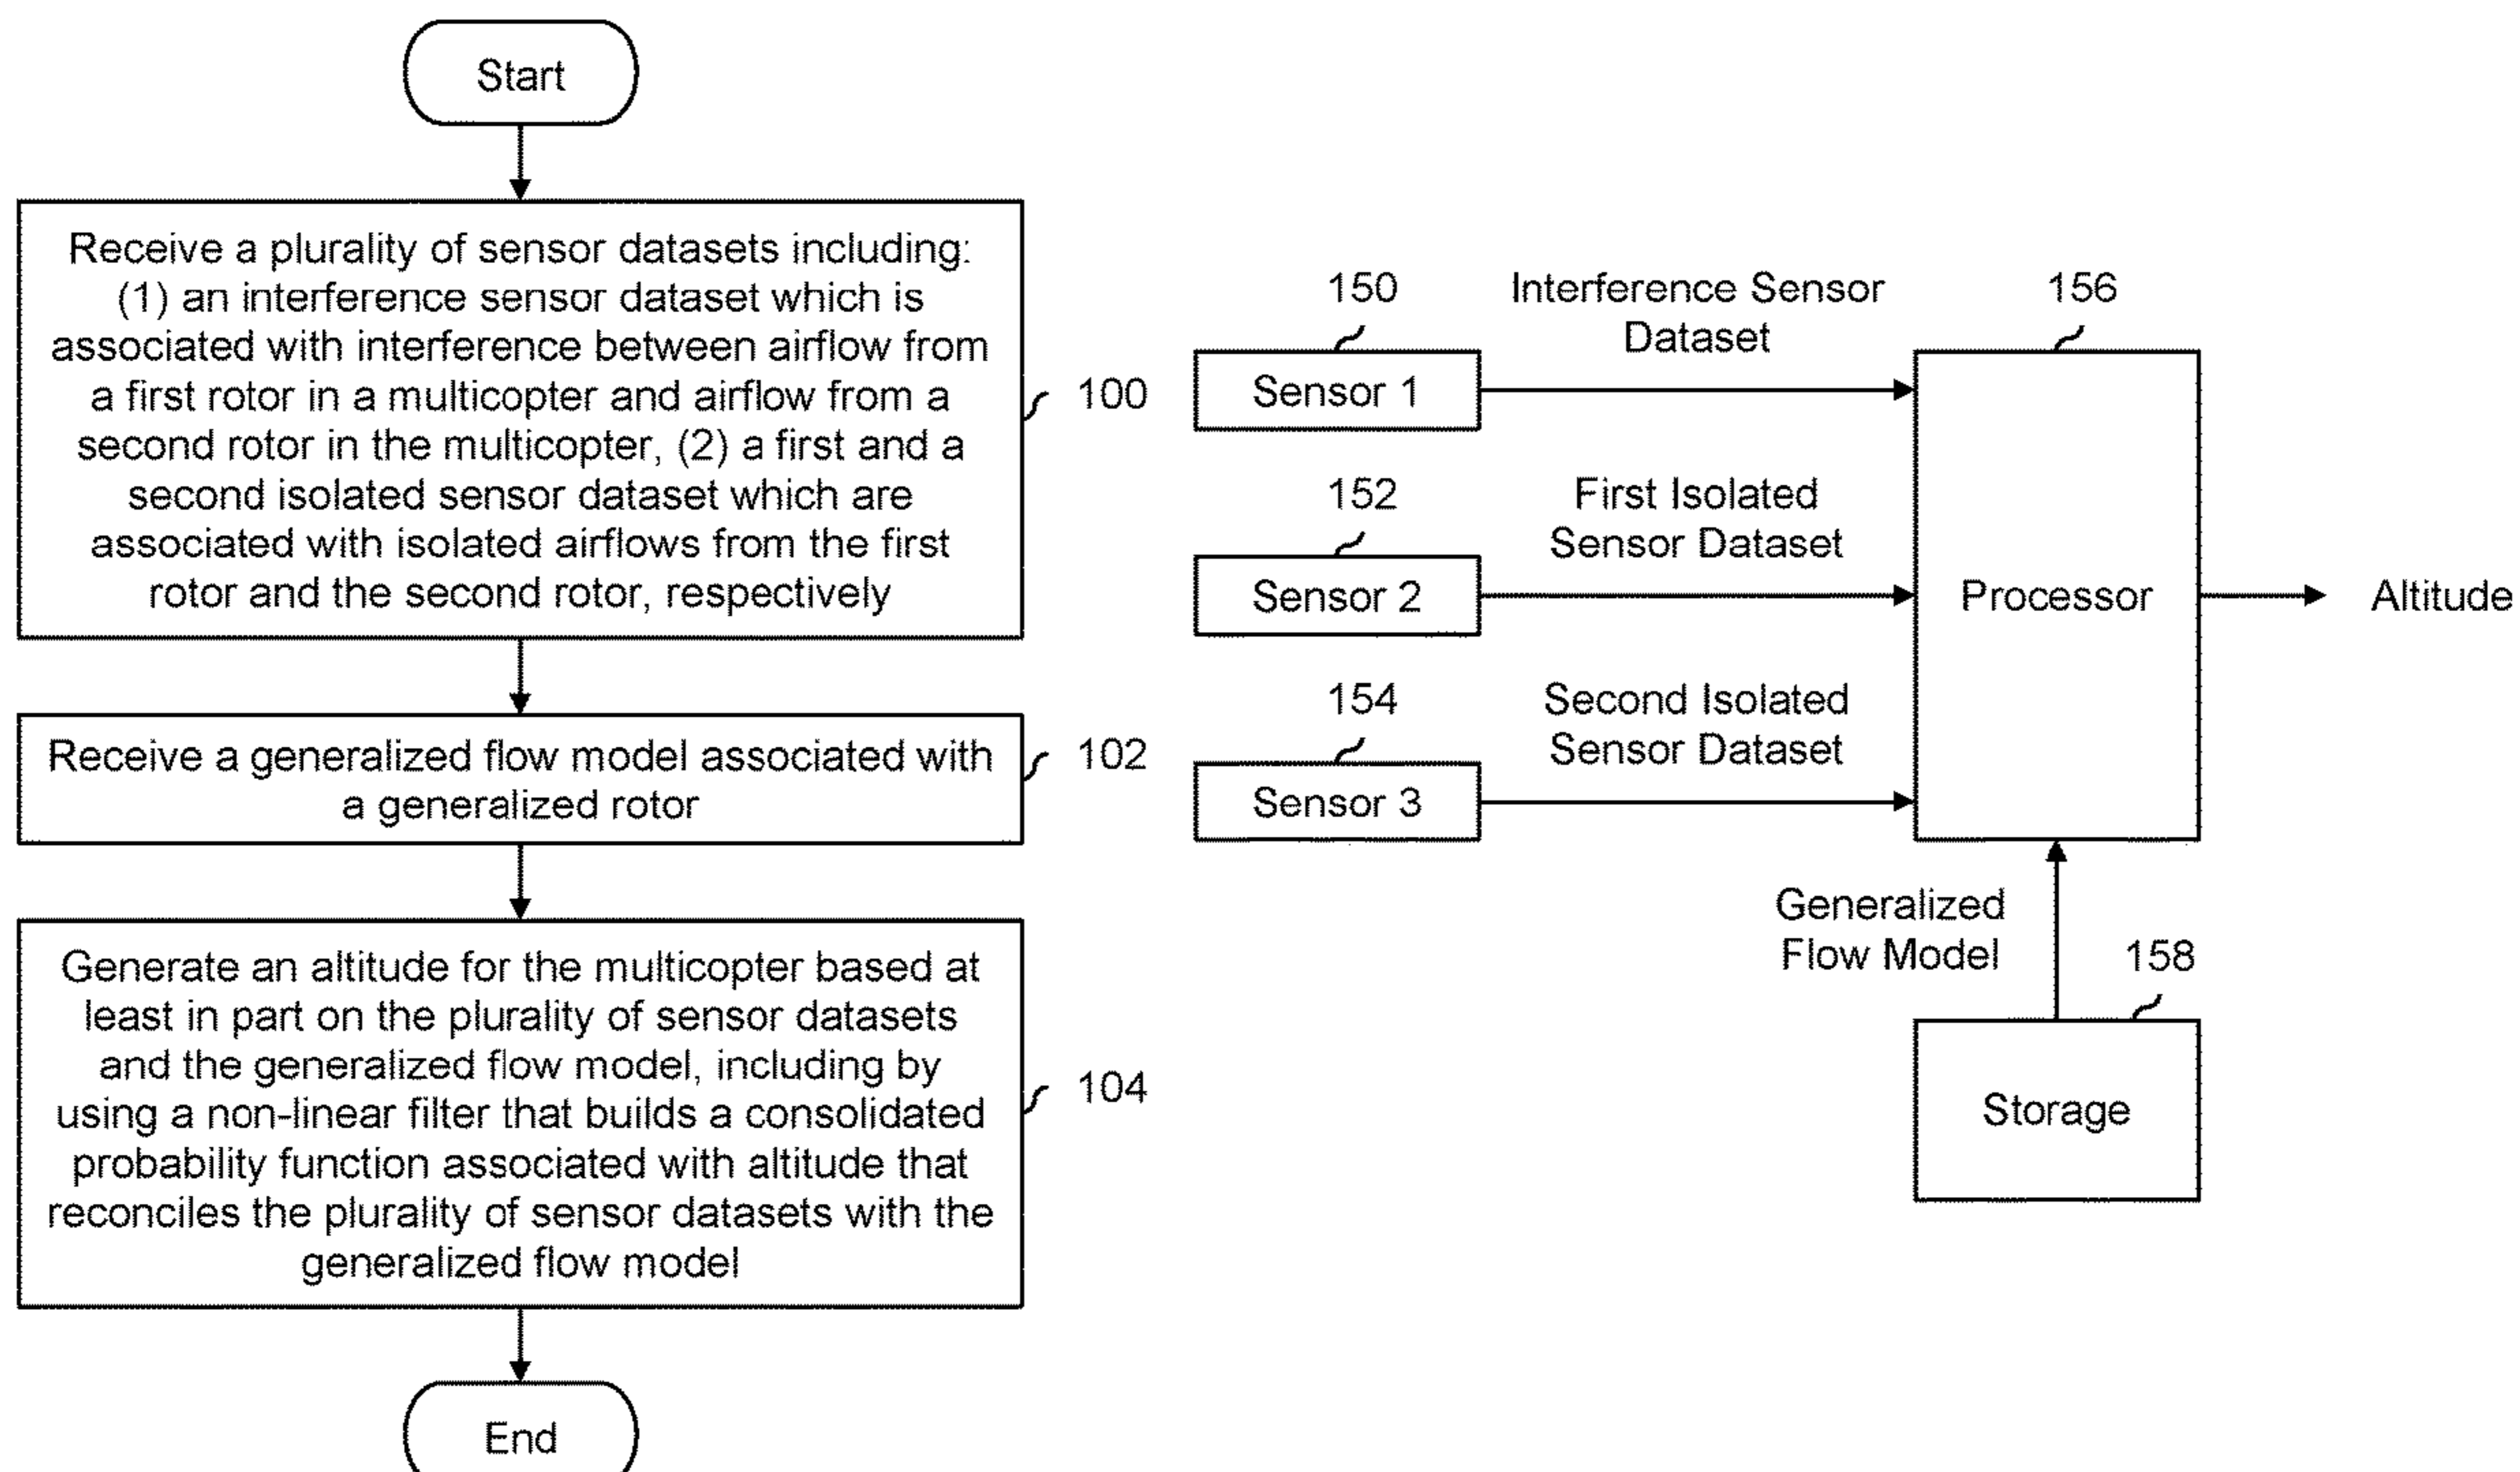 Start
Receive a plurality of sensor datasets including:
(1) an interference sensor dataset which is
associated with interference between airflow from
a first rotor in a multicopter and airflow from a
second rotor in the multicopter, (2) a first and a
second isolated sensor dataset which are
associated with isolated airflows from the first
rotor and the second rotor, respectively
100
Receive a generalized flow model associated with
a generalized rotor
102
Generate an altitude for the multicopter based at
least in part on the plurality of sensor datasets
and the generalized flow model, including by
using a non-linear filter that builds a consolidated
probability function associated with altitude that
reconciles the plurality of sensor datasets with the
generalized flow model
104
End
150
Sensor 1
Interference Sensor
Dataset
152
Sensor 2
First Isolated
Sensor Dataset
154
Sensor 3
Second Isolated
Sensor Dataset
156
Processor
Altitude
Generalized
Flow Model
158
Storage